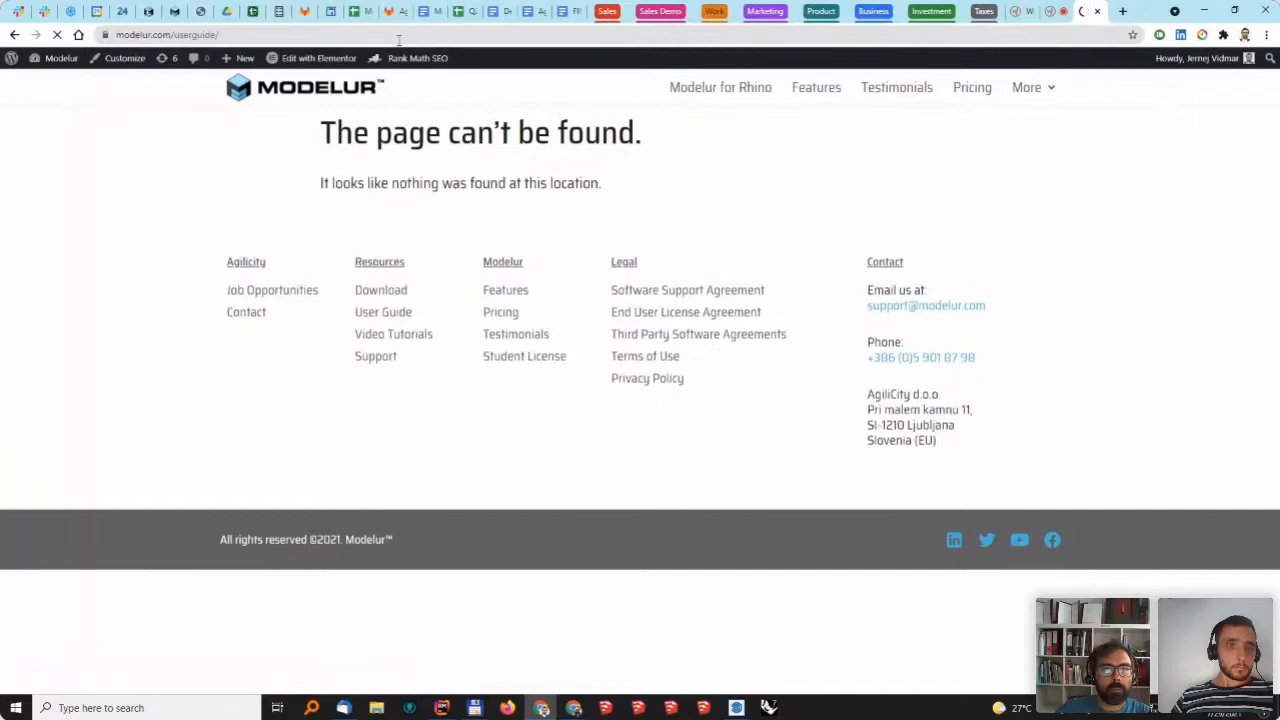 24
Sales
Sales Demo
Work
Marketing
Product
Business
Investment
Taxes
modelur.com/userguide/
Modelur
Customize
6
0
New
Edit with Elementor
Rank Math SEO
Howdy, Jernej Vidmar
MODELUR™
Modelur for Rhino
Features
Testimonials
Pricing
More
The page can't be found.
It looks like nothing was found at this location.
Agilicity
Job Opportunities
Contact
Resources
Download
User Guide
Video Tutorials
Support
Modelur
Features
Pricing
Testimonials
Student License
Legal
Software Support Agreement
End User License Agreement
Third Party Software Agreements
Terms of Use
Privacy Policy
Contact
Email us at:
support@modelur.com
Phone:
+386 (0)5 901 87 98
AgiliCity d.o.o.
Pri malem kamnu 11,
SI-1210 Ljubljana
Slovenia (EU)
All rights reserved ©2021. Modelur™
Type here to search
27°C